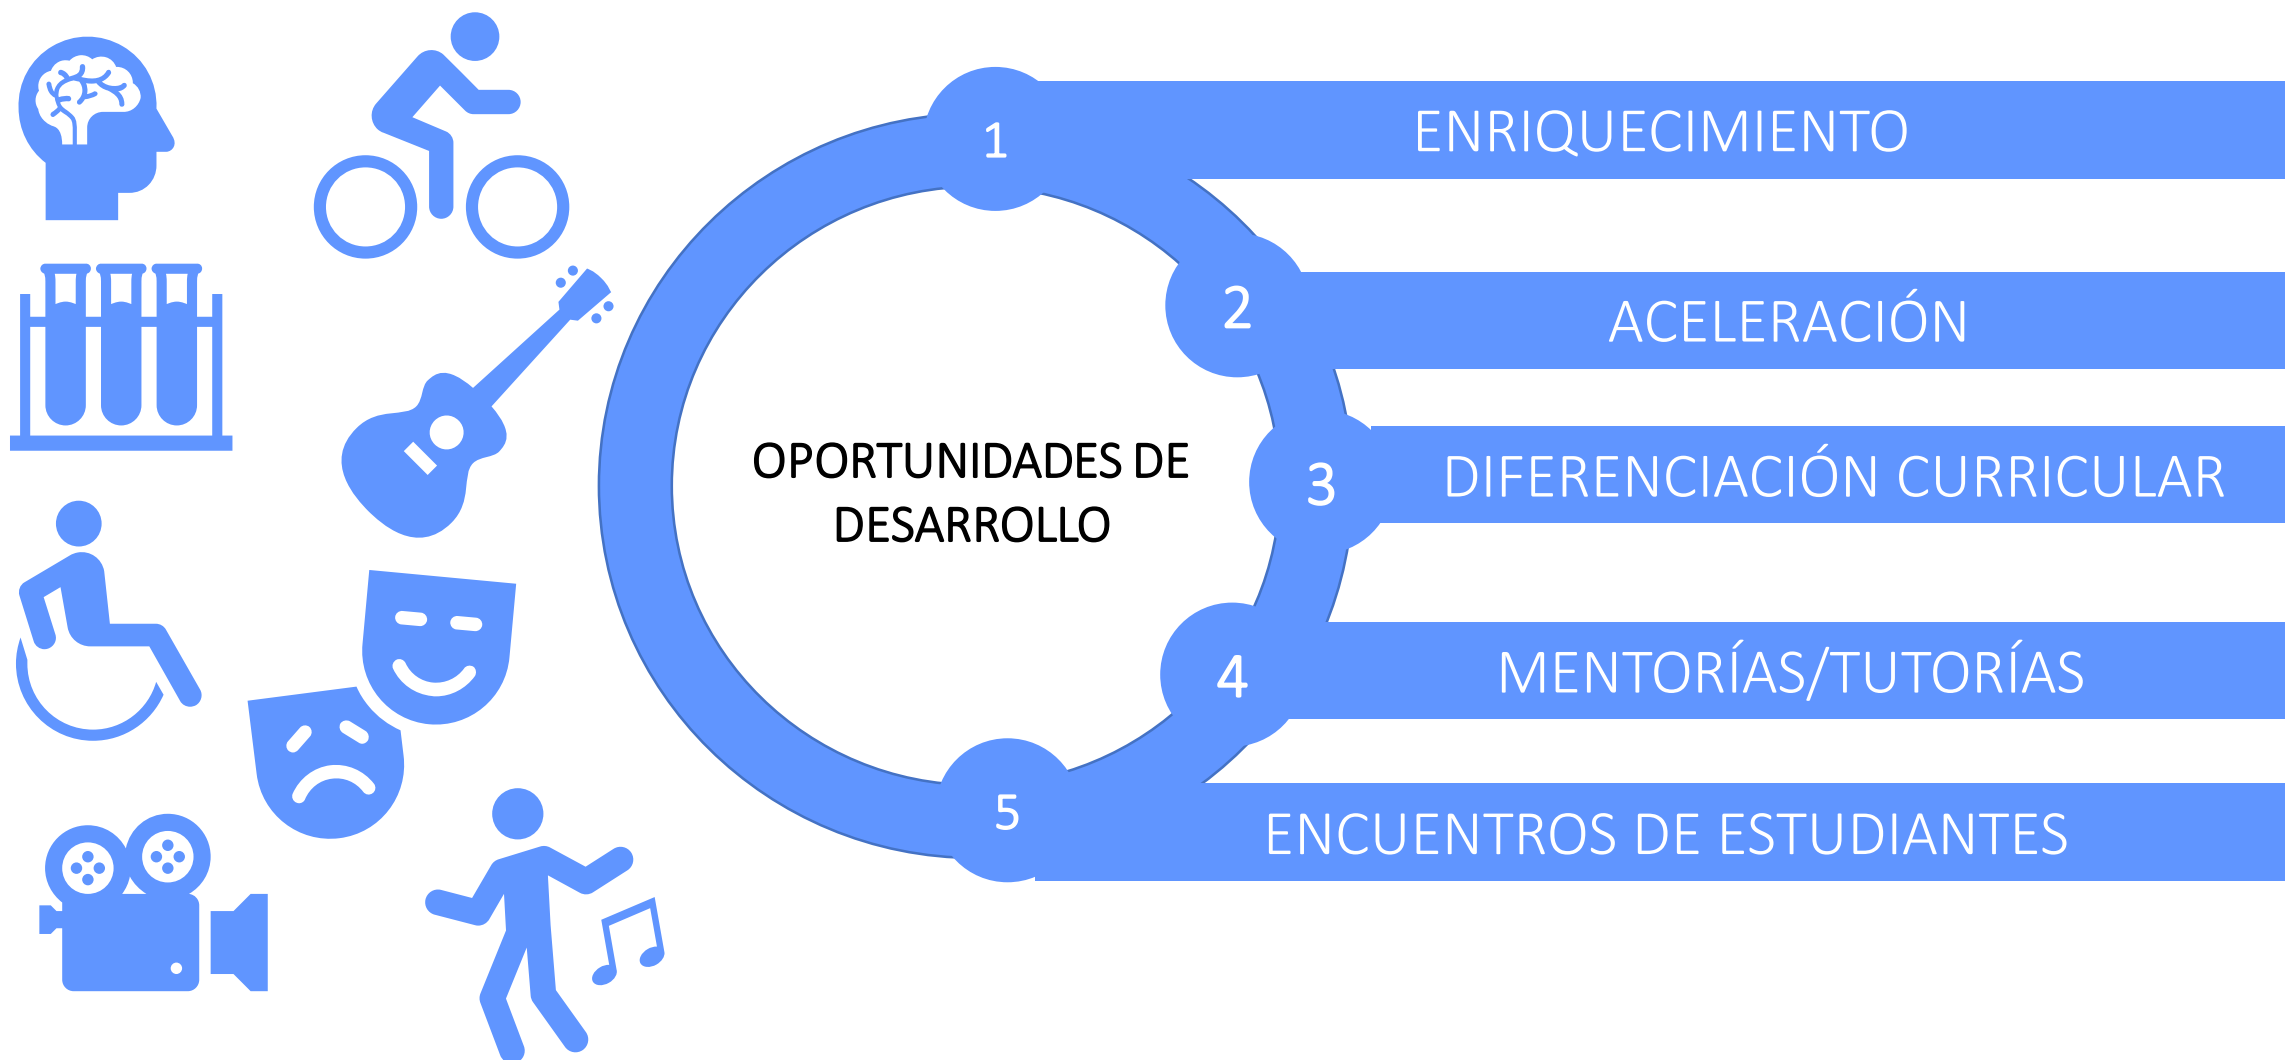 1
ENRIQUECIMIENTO
2
ACELERACIÓN
OPORTUNIDADES DE
DESARROLLO
3
DIFERENCIACIÓN CURRICULAR
4
MENTORÍAS/TUTORÍAS
5
ENCUENTROS DE ESTUDIANTES